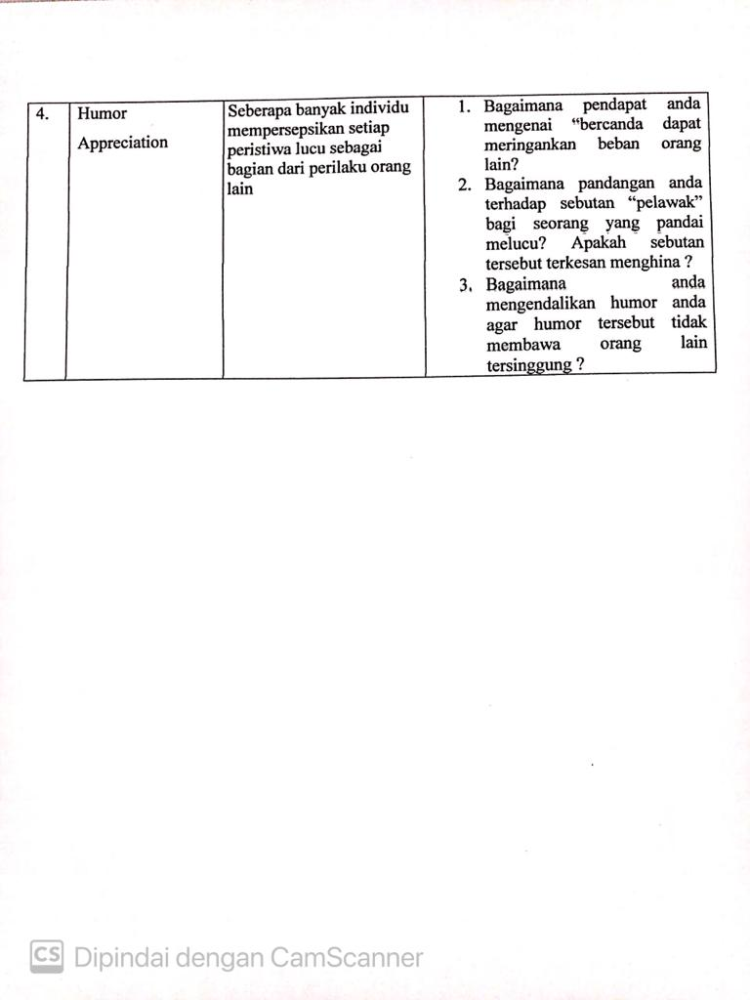 4.
Humor
Appreciation
Seberapa banyak individu
mempersepsikan setiap
peristiwa lucu sebagai
bagian dari perilaku orang
lain
1. Bagaimana pendapat anda
mengenai “bercanda dapat
meringankan beban orang
lain?
2. Bagaimana pandangan anda
terhadap sebutan “pelawak”
bagi seorang yang pandai
melucu? Apakah sebutan
tersebut terkesan menghina ?
3. Bagaimana anda
mengendalikan humor anda
agar humor tersebut tidak
membawa orang lain
tersinggung ?
CS Dipindai dengan CamScanner